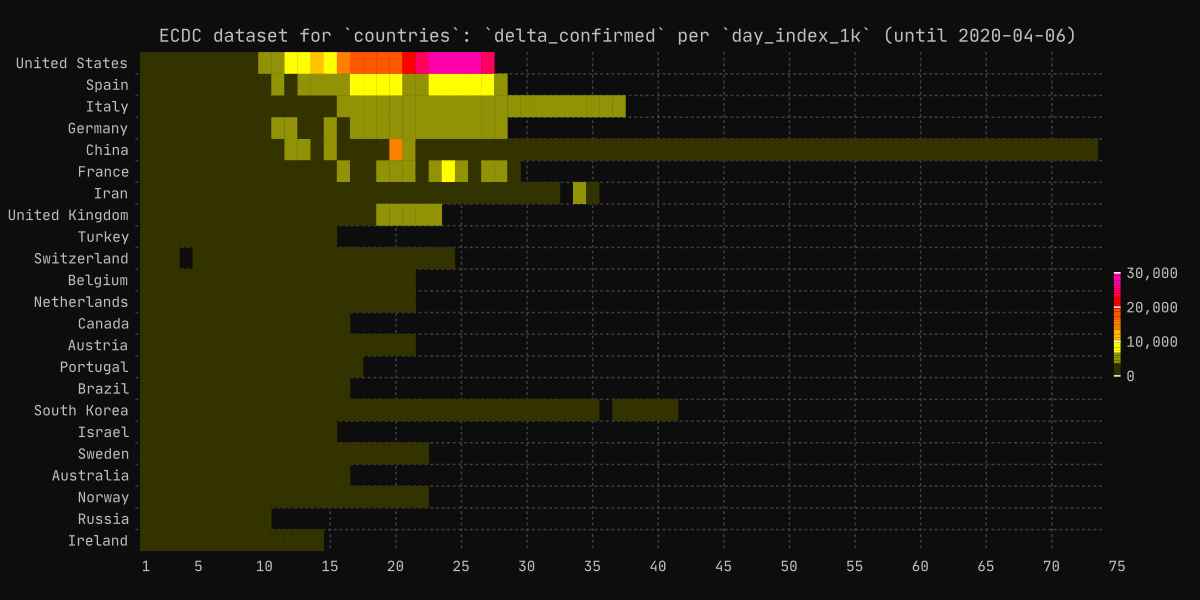 ECDC dataset for `countries`: `delta_confirmed` per `day_index_1k` (until 2020-04-06)
United States
Spain
Italy
Germany
China
France
Iran
United Kingdom
Turkey
Switzerland
Belgium
Netherlands
Canada
Austria
Portugal
Brazil
South Korea
Israel
Sweden
Australia
Norway
Russia
Ireland
1 5 10 15 20 25 30 35 40 45 50 55 60 65 70 75
30,000
20,000
10,000
0